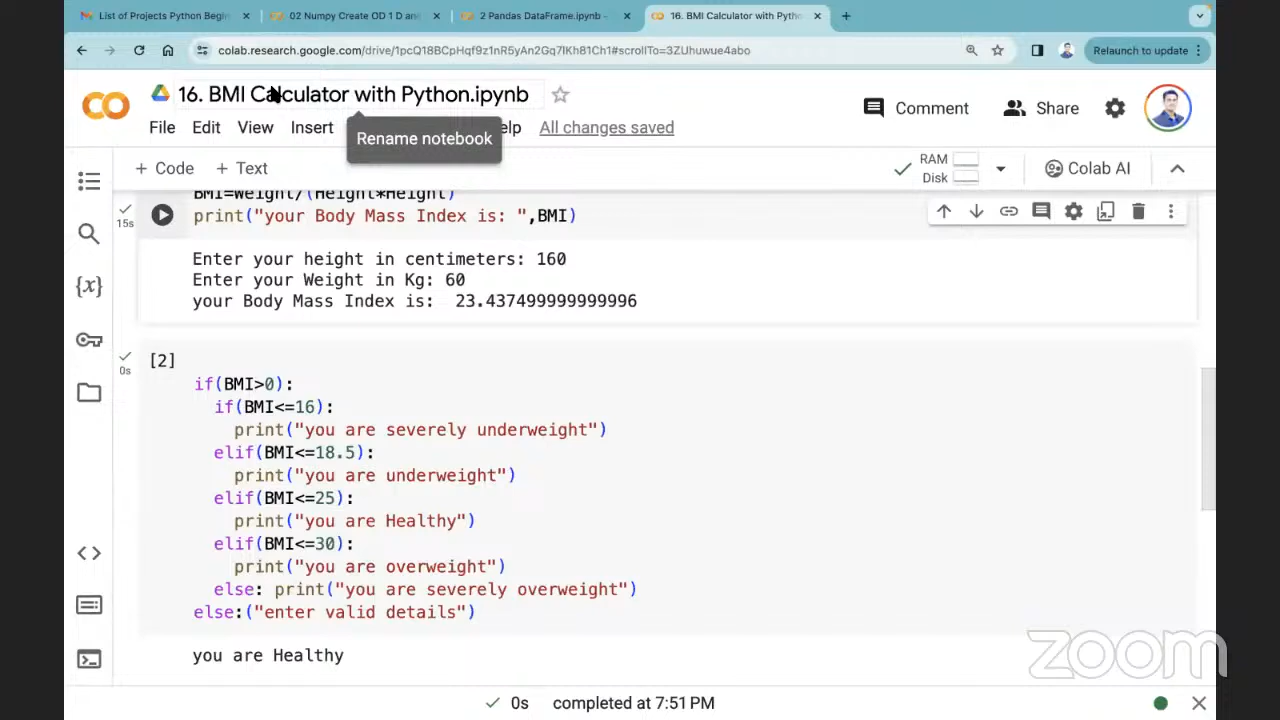 List of Projects Python Begin
02 Numpy Create OD 1 D and
2 Pandas DataFrame.ipynb -
16. BMI Calculator with Pytho
colab.research.google.com/drive/1pcQ18BCpHqf9z1nR5yAn2Gq7IKh81Ch1#scrollTo=3ZUhuwue4abo
Relaunch to update
16. BMI Calculator with Python.ipynb
Comment
Share
File Edit View Insert elp All changes saved
Rename notebook
+ Code + Text
RAM
Disk
Colab AI
BMI=Weight/(Height*Height)
15s
print("your Body Mass Index is: ",BMI)
Enter your height in centimeters: 160
Enter your Weight in Kg: 60
your Body Mass Index is:  23.437499999999996
{x}
0s
[2]
if(BMI>0):
if(BMI<=16):
print("you are severely underweight")
elif(BMI<=18.5):
print("you are underweight")
elif(BMI<=25):
print("you are Healthy")
elif(BMI<=30):
print("you are overweight")
else: print("you are severely overweight")
else:("enter valid details")
you are Healthy
zoom
0s completed at 7:51 PM